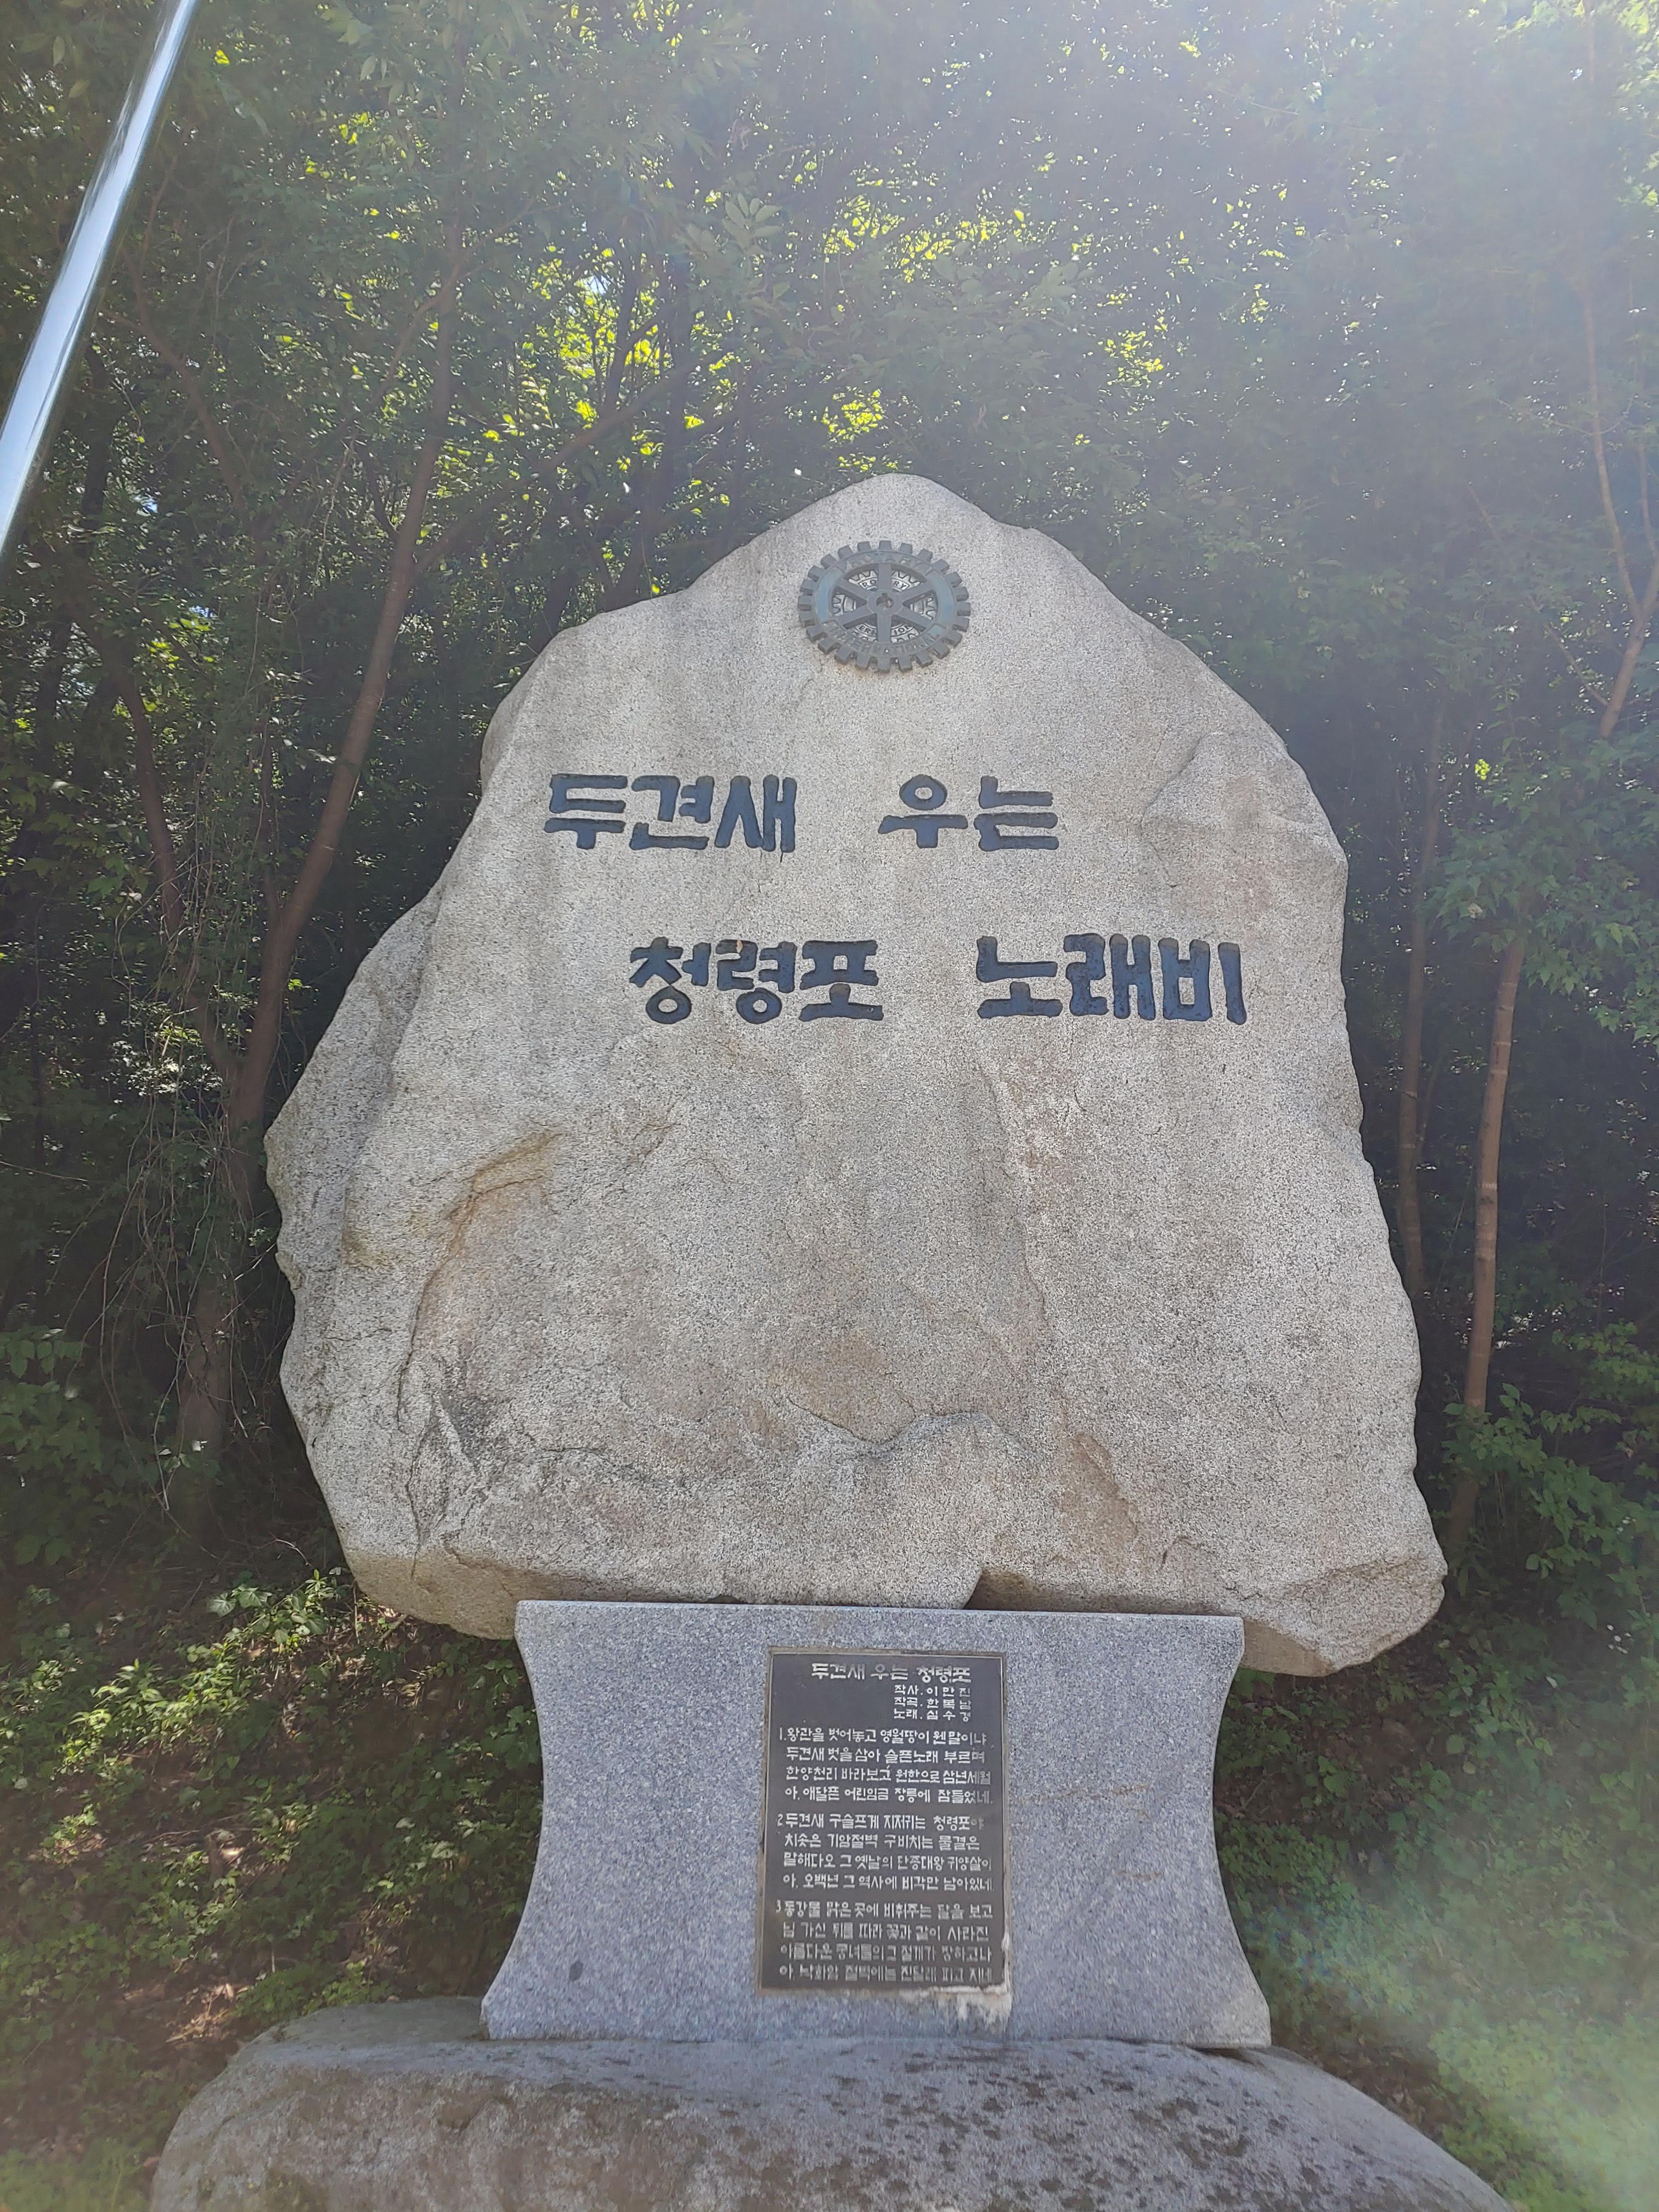 두견새 우는
청령포 노래비
두견새 우는 청령포
작사. 이 만 진
작곡. 한 복 남
노래. 심 수 경
1. 왕관을 벗어놓고 영월땅이 웬말이냐
두견새 벗을삼아 슬픈노래 부르며
한양천리 바라보고 원한으로 삼년세월
아. 애달픈 어린임금 장릉에 잠들었네.
2 두견새 구슬프게 지저귀는 청령포야
치솟은 기암절벽 구비치는 물결은
말해다오 그 옛날의 단종대왕 귀양살이
아. 오백년 그 역사에 비각만 남아있네
3 동강물 맑은 곳에 비춰주는 달을 보고
님 가신 뒤를 따라 꽃과 같이 사라진
아름다운 궁녀들의 그 절개가 장하고나
아. 낙화암 절벽에는 진달래 피고 지네